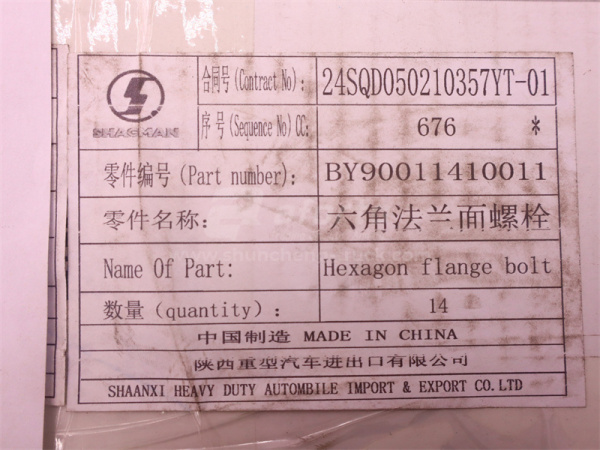 合同号(Contract No): 24SQD050210357YT-01
SHACMAN
序号(Sequence No)CC: 676 *
零件编号(Part number): BY90011410011
零件名称: 六角法兰面螺栓
Name Of Part: Hexagon flange bolt
数量(quantity): 14
中国制造 MADE IN CHINA
陕西重型汽车进出口有限公司
SHAANXI HEAVY DUTY AUTOMBILE IMPORT & EXPORT CO.LTD